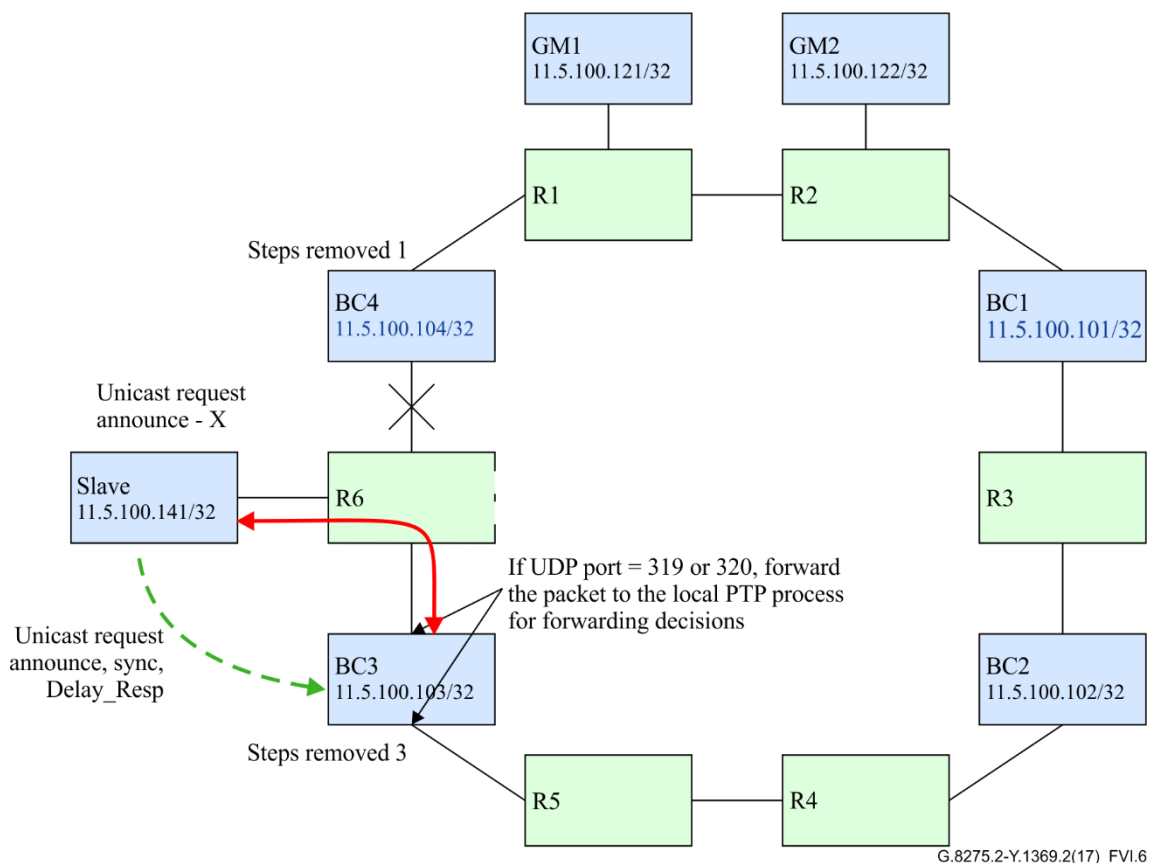 GM1
11.5.100.121/32
GM2
11.5.100.122/32
R1
R2
Steps removed 1
BC4
11.5.100.104/32
BC1
11.5.100.101/32
Unicast request
announce - X
Slave
11.5.100.141/32
R6
R3
If UDP port = 319 or 320, forward
the packet to the local PTP process
for forwarding decisions
Unicast request
announce, sync,
Delay_Resp
BC3
11.5.100.103/32
BC2
11.5.100.102/32
Steps removed 3
R5
R4
G.8275.2-Y.1369.2(17)_FVI.6